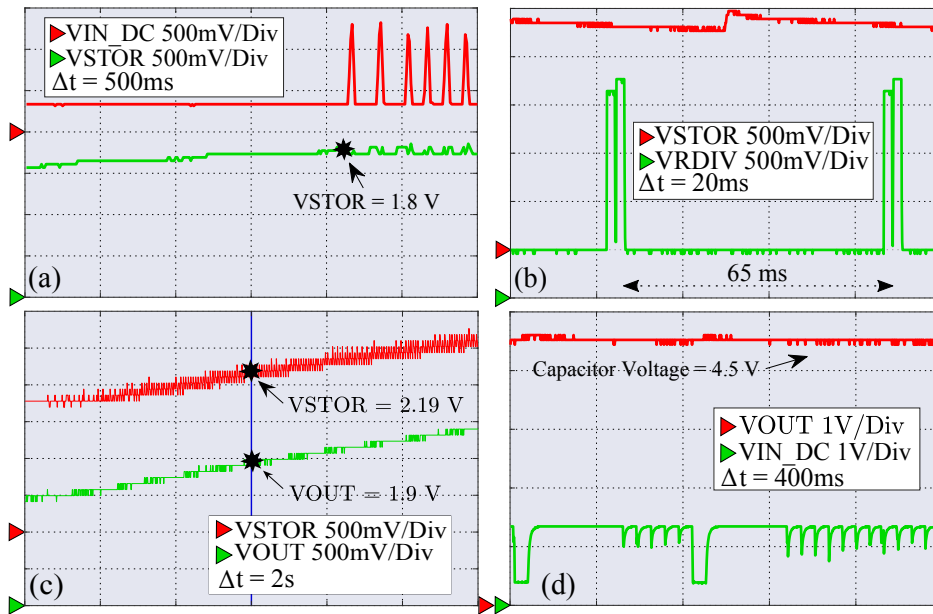 VIN_DC 500mV/Div
VSTOR 500mV/Div
Δt = 500ms
VSTOR = 1.8 V
(a)
VSTOR 500mV/Div
VRDIV 500mV/Div
Δt = 20ms
65 ms
(b)
VSTOR = 2.19 V
VOUT = 1.9 V
VSTOR 500mV/Div
VOUT 500mV/Div
Δt = 2s
(c)
Capacitor Voltage = 4.5 V
VOUT 1V/Div
VIN_DC 1V/Div
Δt = 400ms
(d)